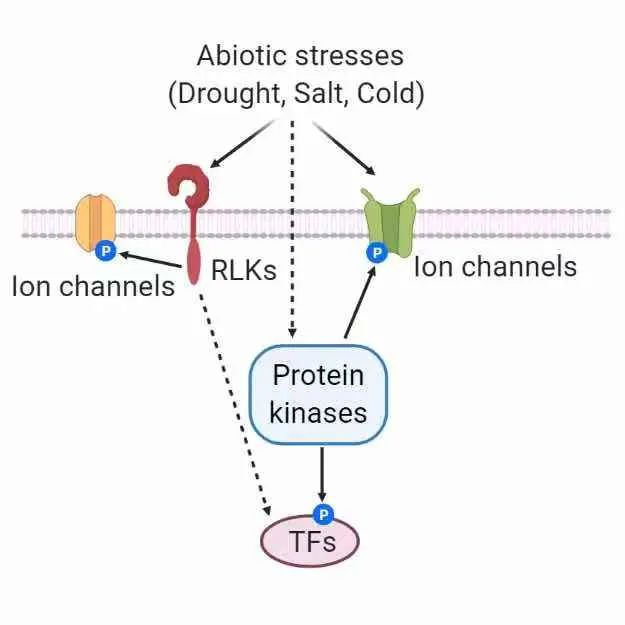 Abiotic stresses
(Drought, Salt, Cold)
P
Ion channels
RLKs
P
Ion channels
Protein
kinases
P
TFs